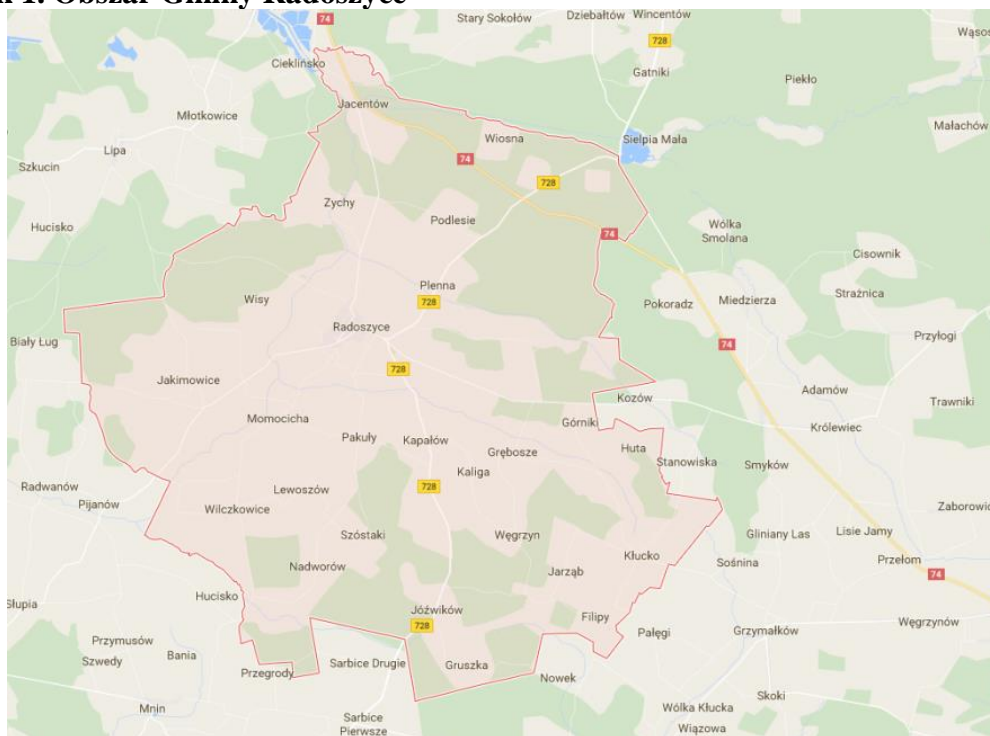 k 1. Obszar Gminy Radoszyce
74
Stary Sokołów
Dziebałtów
Wincentów
728
Wąsos
Cieklińsko
Gatniki
Piekło
Jacentów
Młotkowice
Wiosna
Sielpia Mała
Małachów
Lipa
74
Szkucin
728
Zychy
Podlesie
Wólka
Smolana
Hucisko
74
Cisownik
Plenna
Strażnica
Wisy
728
Pokoradz
Miedzierza
Radoszyce
Przyłogi
Biały Ług
74
728
Jakimowice
Adamów
Kozów
Trawniki
Momocicha
Górniki
Królewiec
Pakuły
Kapałów
Grębosze
Huta
Stanowiska
Smyków
Kaliga
Radwanów
728
Lewoszów
Pijanów
Zaborowic
Wilczkowice
Szóstaki
Węgrzyn
Gliniany Las
Lisie Jamy
Kłucko
Przełom
Nadworów
Jarząb
Sośnina
74
Hucisko
Słupia
Jóźwików
Filipy
Węgrzynów
728
Pałęgi
Grzymałków
Przymusów
Bania
Szwedy
Sarbice Drugie
Gruszka
Przegrody
Nowek
Skoki
Mnin
Wólka Kłucka
Sarbice
Pierwsze
Wiązowa